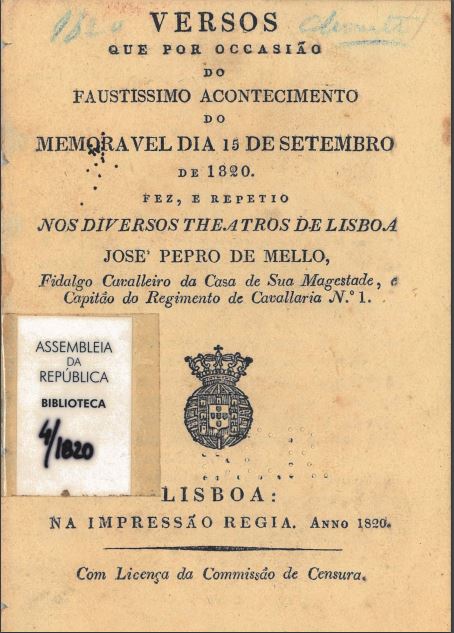 1820
VERSOS
QUE POR OCCASIÃO
DO
FAUSTISSIMO ACONTECIMENTO
DO
MEMORAVEL DIA 15 DE SETEMBRO
DE 1820.
FEZ, E REPETIO
NOS DIVERSOS THEATROS DE LISBOA
JOSE' PEPRO DE MELLO,
Fidalgo Cavalleiro da Casa de Sua Magestade, e
Capitão do Regimento de Cavallaria N.º 1.
ASSEMBLEIA
DA
REPÚBLICA
BIBLIOTECA
4/1820
LISBOA:
NA IMPRESSÃO REGIA. ANNO 1820.
Com Licença da Commissão de Censura.